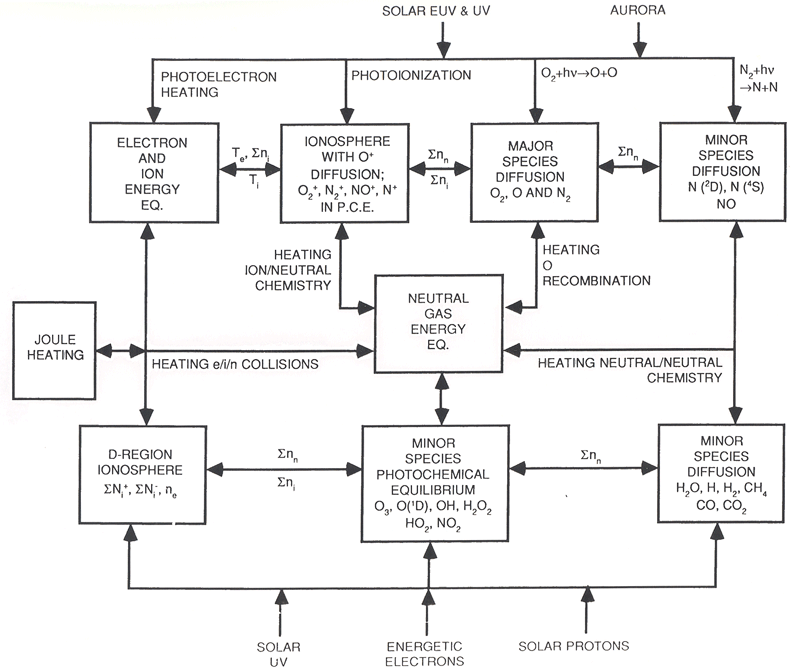 SOLAR EUV & UV
AURORA
PHOTOELECTRON
HEATING
PHOTOIONIZATION
O₂+hν→O+O
N₂+hν
→N+N
ELECTRON
AND
ION
ENERGY
EQ.
Tₑ, Σnᵢ
Tᵢ
IONOSPHERE
WITH O⁺
DIFFUSION;
O₂⁺, N₂⁺, NO⁺, N⁺
IN P.C.E.
Σnₙ
Σnᵢ
MAJOR
SPECIES
DIFFUSION
O₂, O AND N₂
Σnₙ
MINOR
SPECIES
DIFFUSION
N (²D), N (⁴S)
NO
HEATING
ION/NEUTRAL
CHEMISTRY
HEATING
O
RECOMBINATION
NEUTRAL
GAS
ENERGY
EQ.
JOULE
HEATING
HEATING e/i/n COLLISIONS
HEATING NEUTRAL/NEUTRAL
CHEMISTRY
D-REGION
IONOSPHERE
ΣNᵢ⁺, ΣNᵢ⁻, nₑ
Σnₙ
Σnᵢ
MINOR
SPECIES
PHOTOCHEMICAL
EQUILIBRIUM
O₃, O(¹D), OH, H₂O₂
HO₂, NO₂
Σnₙ
MINOR
SPECIES
DIFFUSION
H₂O, H, H₂, CH₄
CO, CO₂
SOLAR
UV
ENERGETIC
ELECTRONS
SOLAR PROTONS